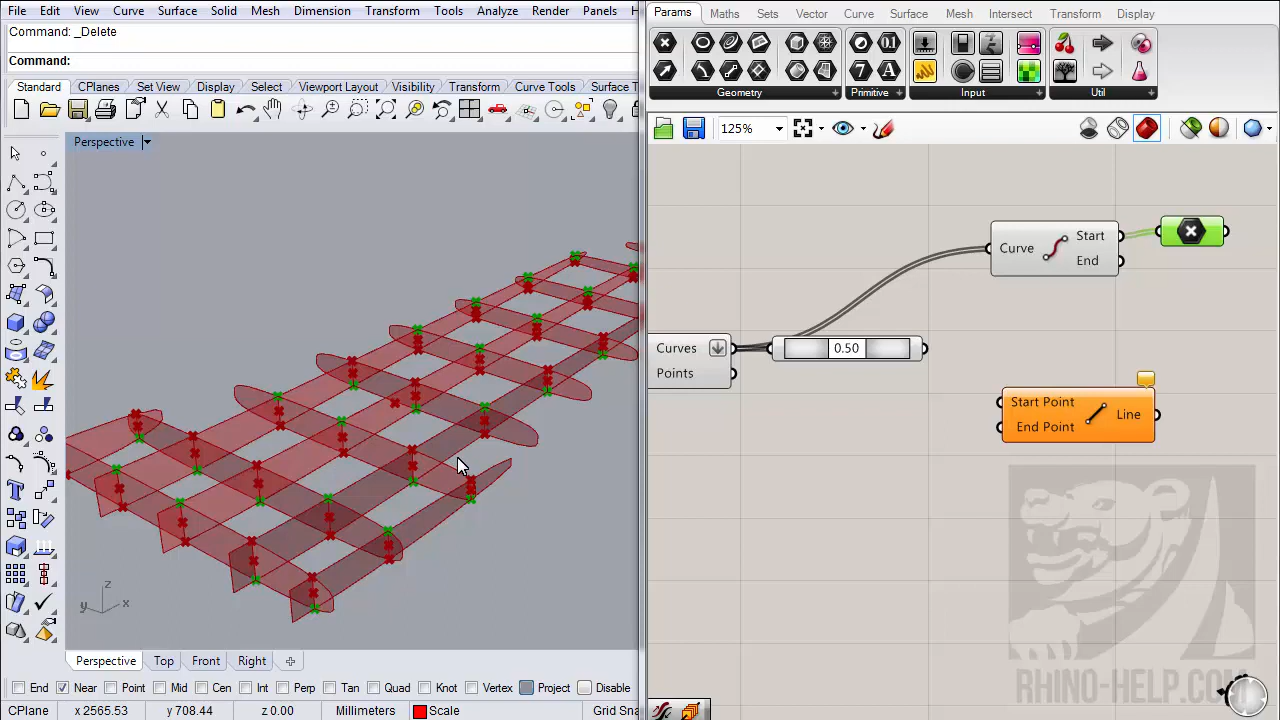 File Edit View Curve Surface Solid Mesh Dimension Transform Tools Analyze Render Panels
Command: _Delete
Command:
Standard CPlanes Set View Display Select Viewport Layout Visibility Transform Curve Tools Surface T
Perspective
z
y x
Perspective Top Front Right
End Near Point Mid Cen Int Perp Tan Quad Knot Vertex Project Disable
CPlane x 2565.53 y 708.44 z 0.00 Millimeters Scale Grid Sna
Params Maths Sets Vector Curve Surface Mesh Intersect Transform Display
Geometry Primitive Input Util
125%
Curve Start End
Curves Points
0.50
Start Point End Point Line
RHINO-HELP.COM